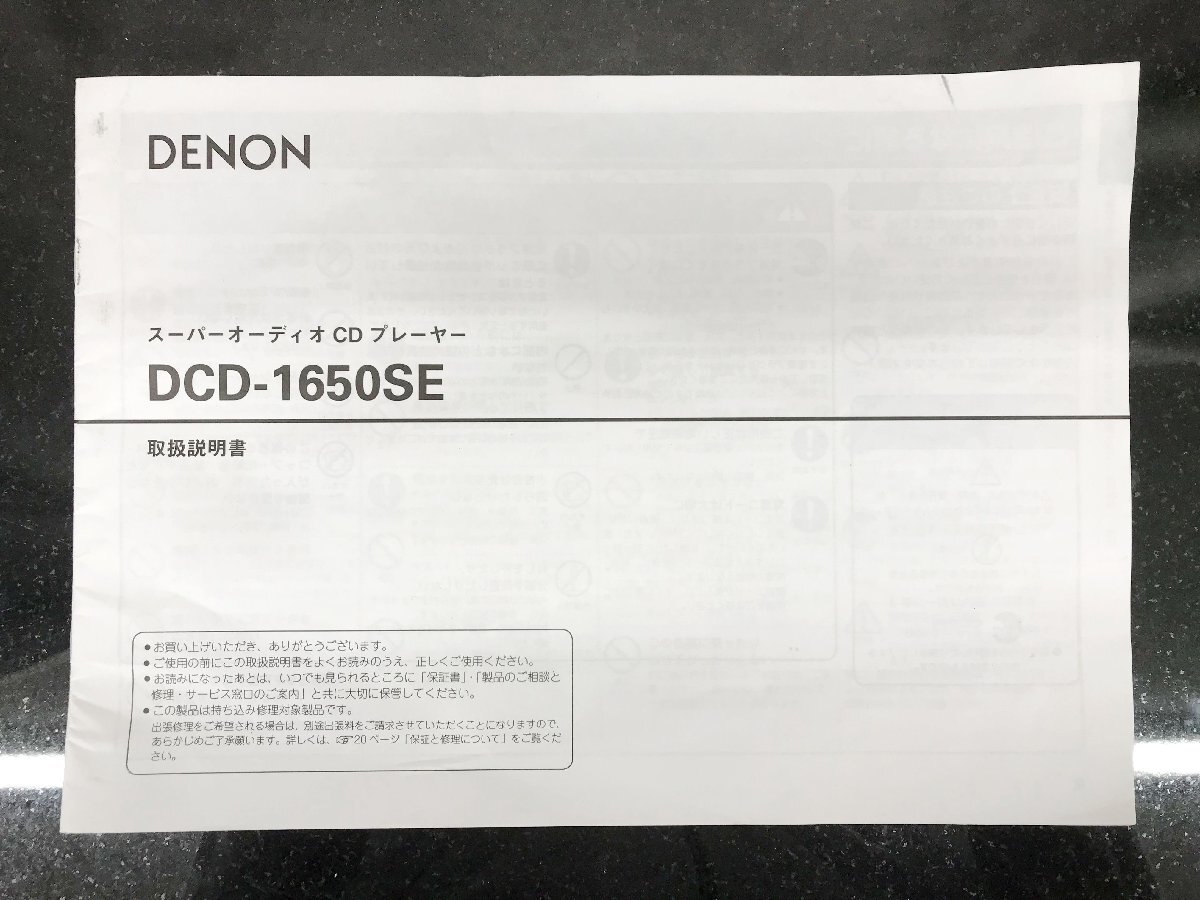 DENON
スーパーオーディオ CD プレーヤー
DCD-1650SE
取扱説明書
●お買い上げいただき、ありがとうございます。
●ご使用の前にこの取扱説明書をよくお読みのうえ、正しくご使用ください。
●お読みになったあとは、いつでも見られるところに「保証書」・「製品のご相談と
修理・サービス窓口のご案内」と共に大切に保管してください。
●この製品は持ち込み修理対象製品です。
出張修理をご希望される場合は、別途出張料をご請求させていただくことになりますので、
あらかじめご了承願います。詳しくは、☞20ページ「保証と修理について」をご覧くだ
さい。